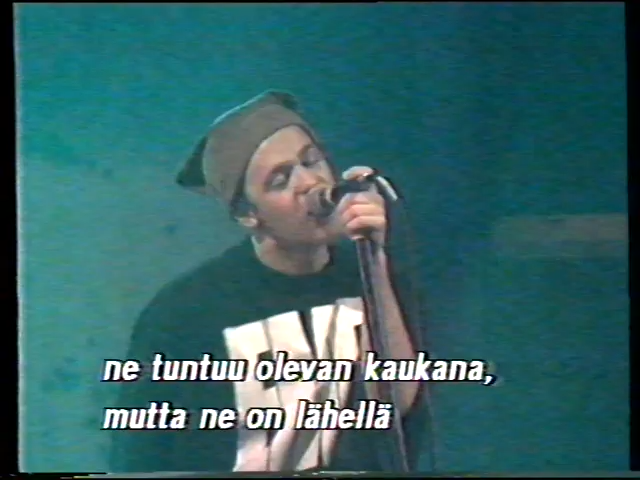 ne tuntuu olevan kaukana,
mutta ne on lähellä